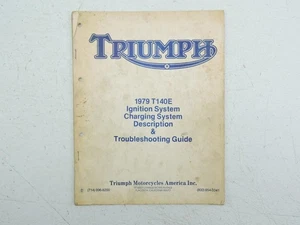 TRIUMPH
1979 T140E
Ignition System
Charging System
Description
&
Troubleshooting Guide
Triumph Motorcycles America Inc.